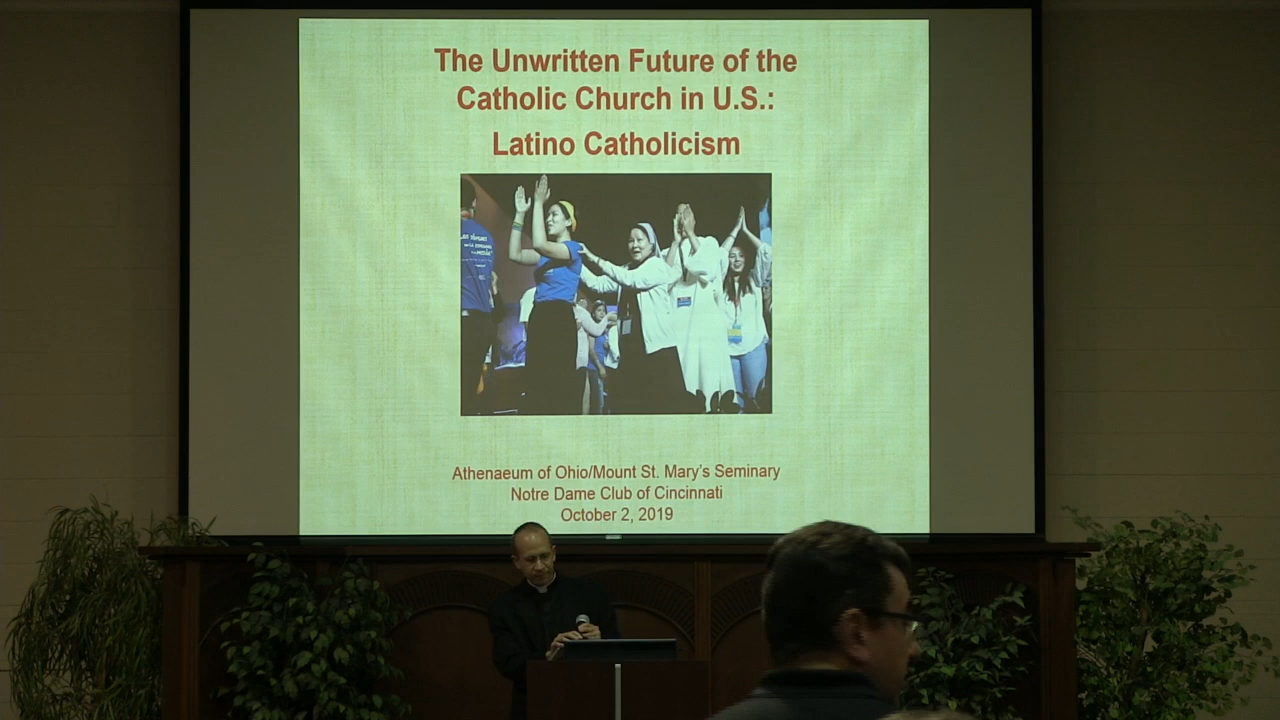 The Unwritten Future of the
Catholic Church in U.S.:
Latino Catholicism
Athenaeum of Ohio/Mount St. Mary's Seminary
Notre Dame Club of Cincinnati
October 2, 2019